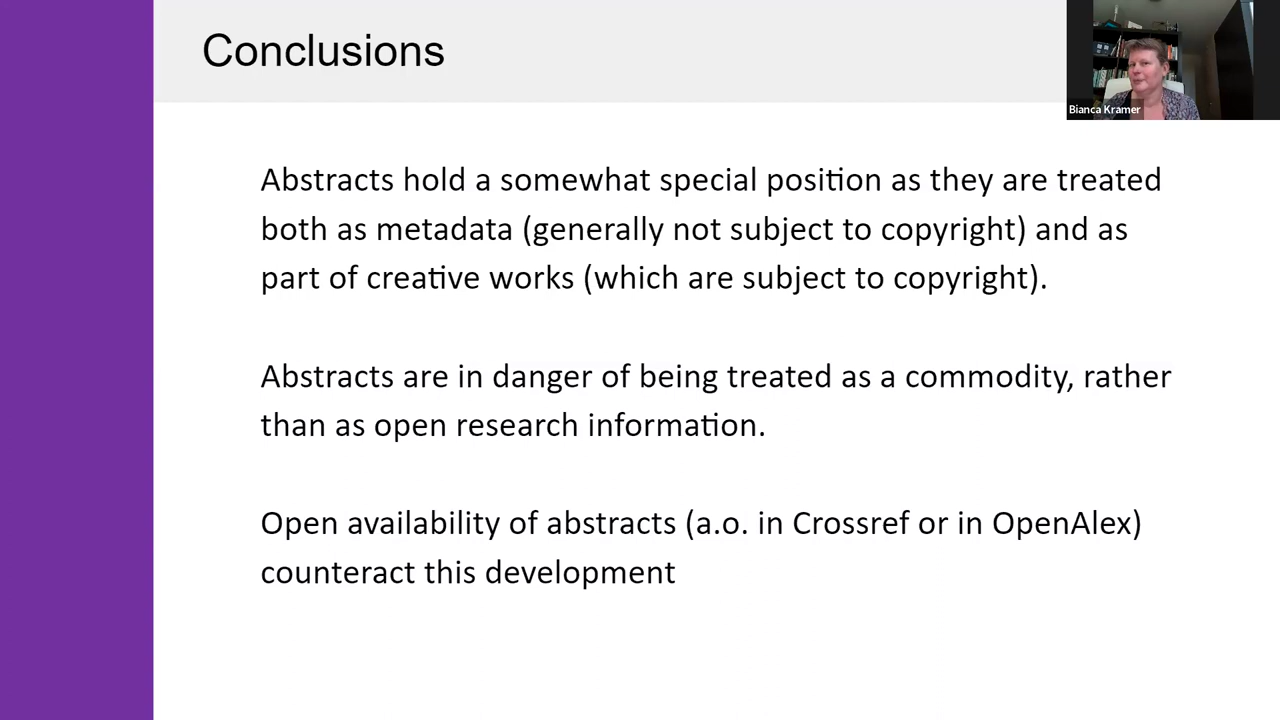 Conclusions
Bianca Kramer
Abstracts hold a somewhat special position as they are treated
both as metadata (generally not subject to copyright) and as
part of creative works (which are subject to copyright).
Abstracts are in danger of being treated as a commodity, rather
than as open research information.
Open availability of abstracts (a.o. in Crossref or in OpenAlex)
counteract this development